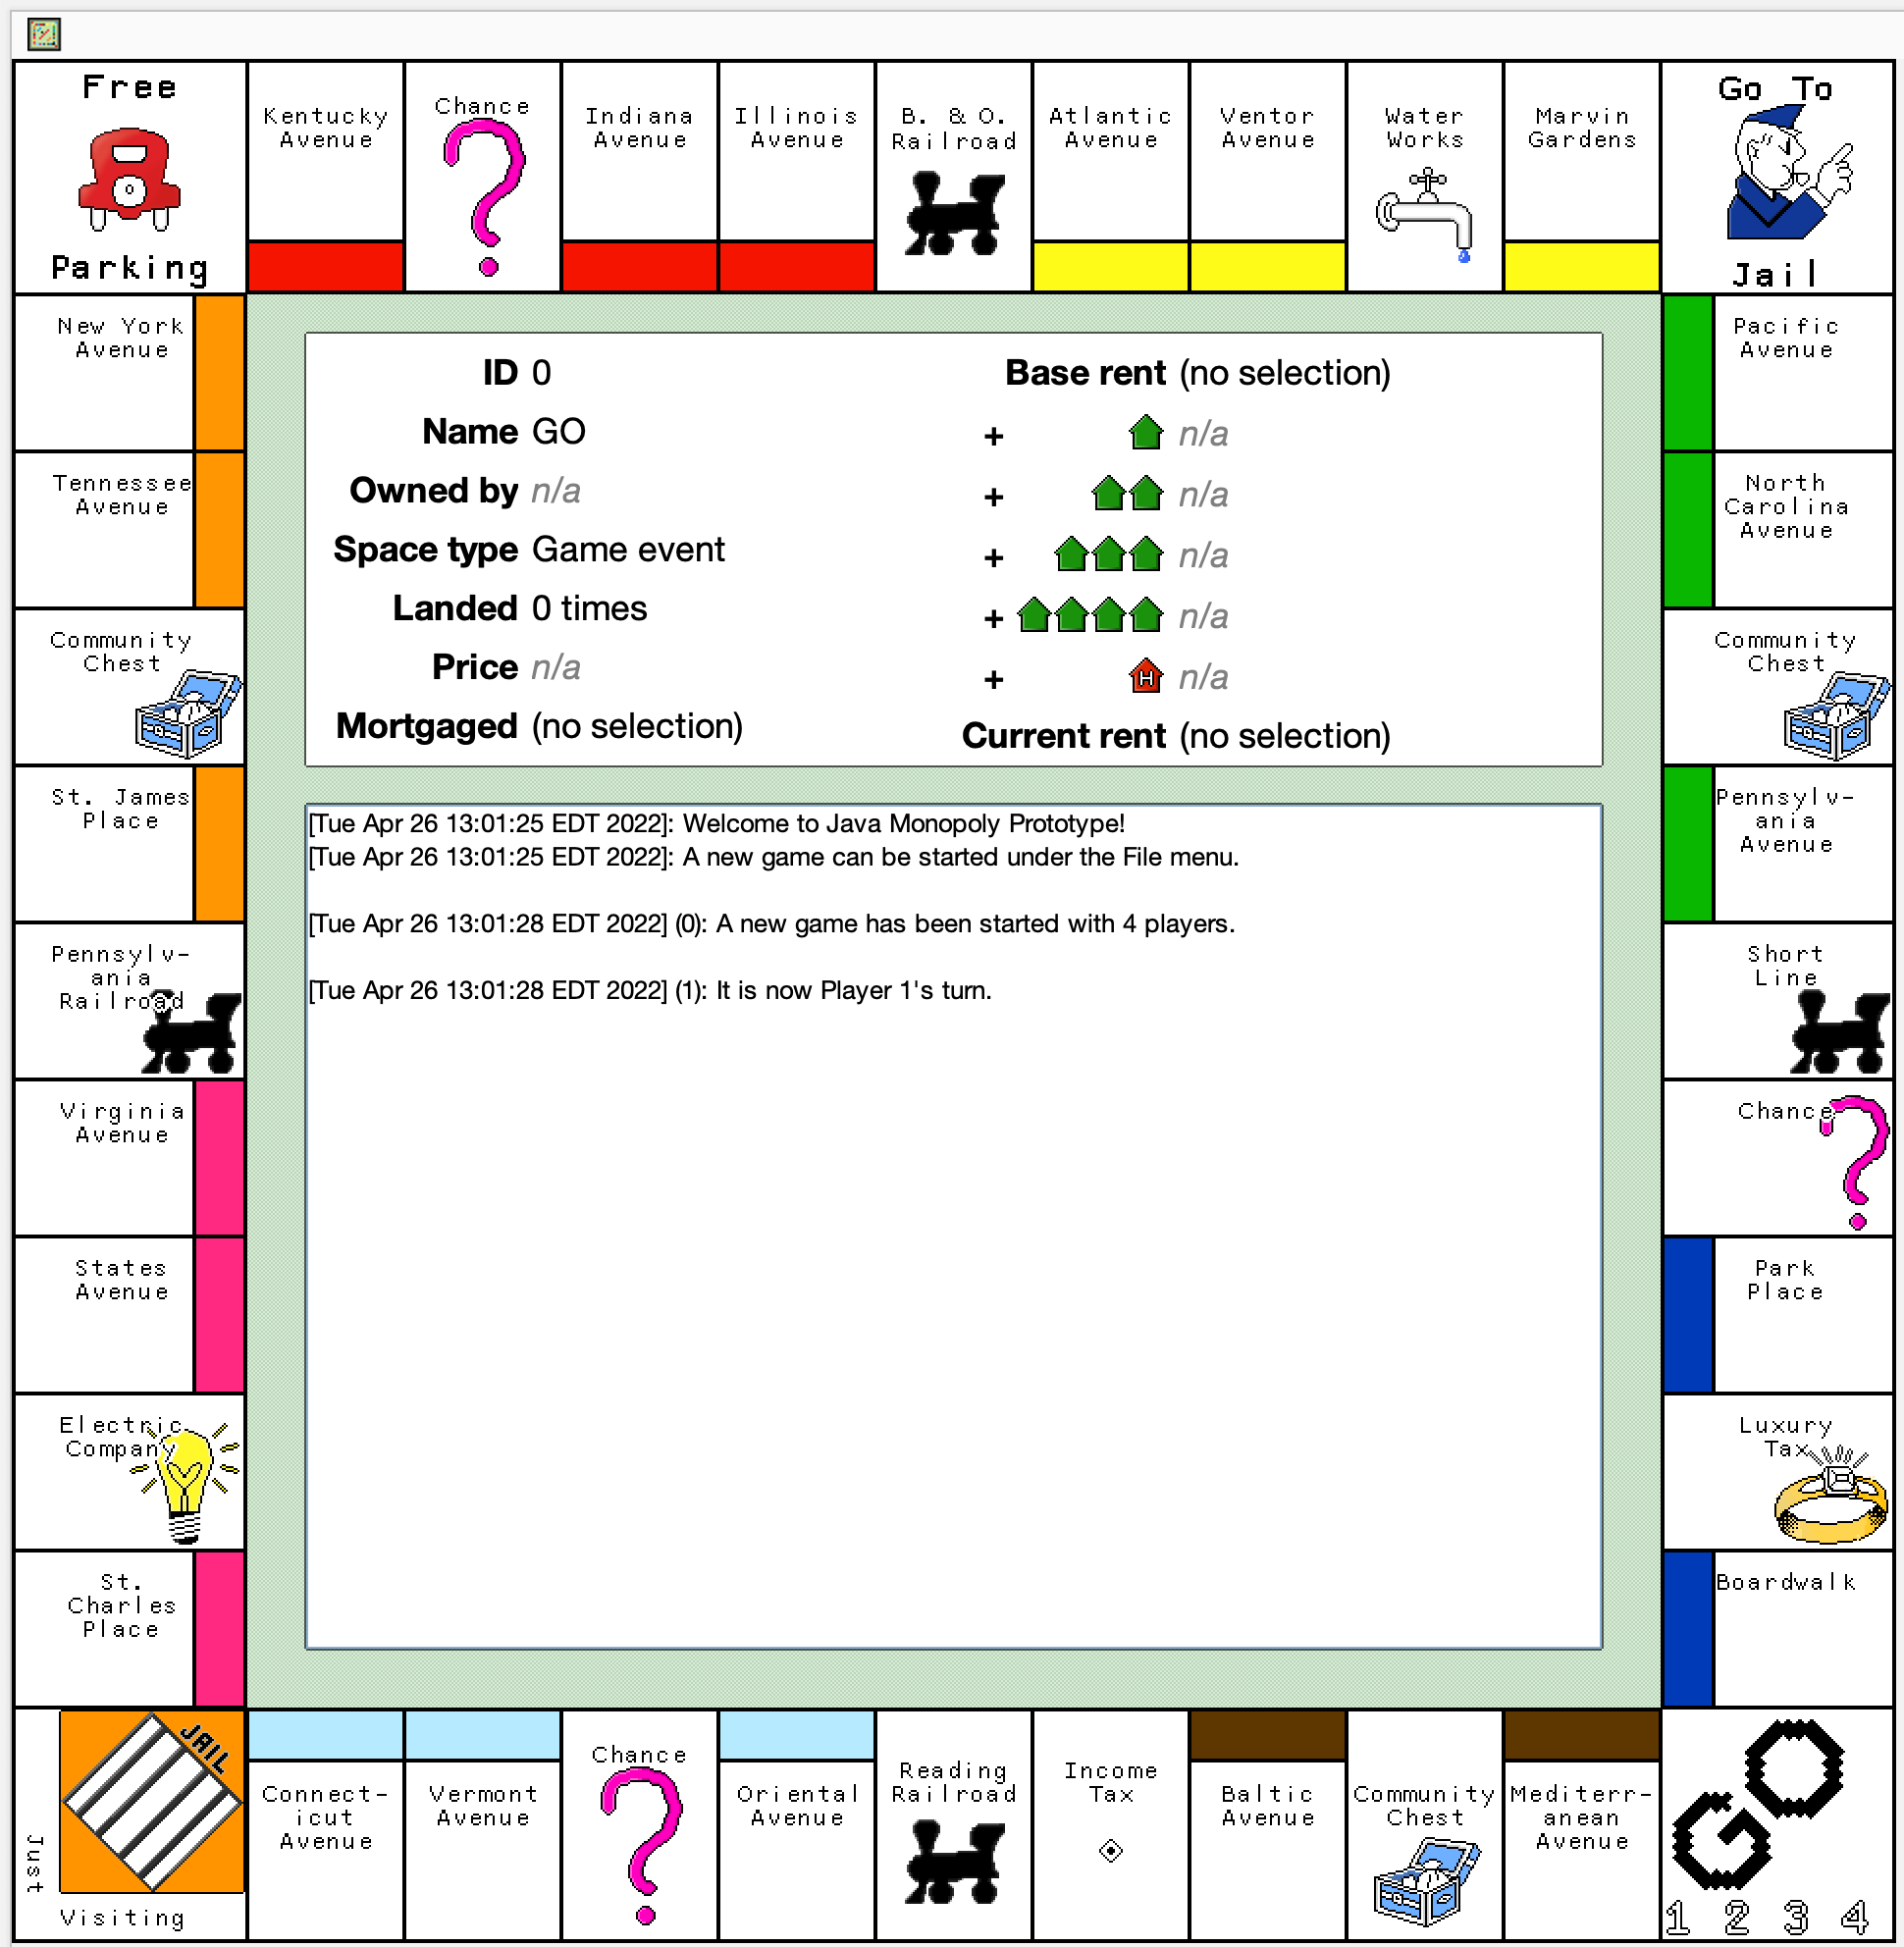 Free
Parking
Kentucky
Avenue
Chance
Indiana
Avenue
Illinois
Avenue
B. & O.
Railroad
Atlantic
Avenue
Ventor
Avenue
Water
Works
Marvin
Gardens
Go To
Jail
New York
Avenue
Tennessee
Avenue
Community
Chest
St. James
Place
Pennsylv-
ania
Railroad
Virginia
Avenue
States
Avenue
Electric
Company
St.
Charles
Place
ID 0
Name GO
Owned by n/a
Space type Game event
Landed 0 times
Price n/a
Mortgaged (no selection)
Base rent (no selection)
+ n/a
+ n/a
+ n/a
+ n/a
+ H n/a
Current rent (no selection)
[Tue Apr 26 13:01:25 EDT 2022]: Welcome to Java Monopoly Prototype!
[Tue Apr 26 13:01:25 EDT 2022]: A new game can be started under the File menu.
[Tue Apr 26 13:01:28 EDT 2022] (0): A new game has been started with 4 players.
[Tue Apr 26 13:01:28 EDT 2022] (1): It is now Player 1's turn.
Pacific
Avenue
North
Carolina
Avenue
Community
Chest
Pennsylv-
ania
Avenue
Short
Line
Chance
Park
Place
Luxury
Tax
Boardwalk
JAIL
Just
Visiting
Connect-
icut
Avenue
Vermont
Avenue
Chance
Oriental
Avenue
Reading
Railroad
Income
Tax
Baltic
Avenue
Community
Chest
Mediterr-
anean
Avenue
GO
1 2 3 4